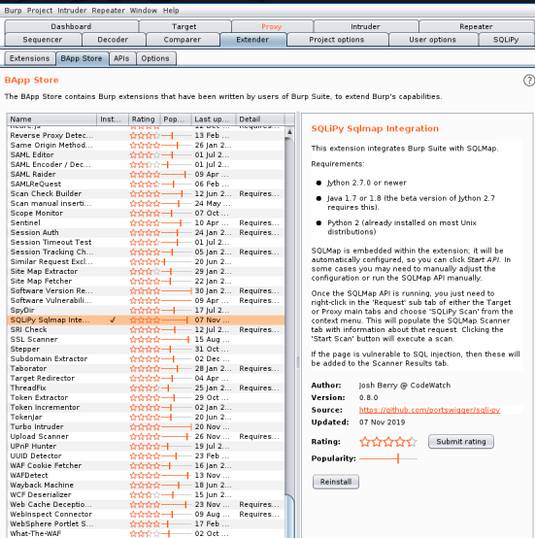 Burp Project Intruder Repeater Window Help
Dashboard Target Proxy Intruder Repeater
Sequencer Decoder Comparer Extender Project options User options SQLiPy
Extensions BApp Store APIs Options
BApp Store
The BApp Store contains Burp extensions that have been written by users of Burp Suite, to extend Burp's capabilities.
Name Inst... Rating Pop... Last up... Detail
Reverse Proxy Detec... 13 Feb ...
Same Origin Method... 26 Jan 2...
SAML Editor 01 Jul 2...
SAML Encoder / Dec... 01 Jul 2...
SAML Raider 09 Apr ...
SAMLReQuest 06 Feb ...
Scan Check Builder 12 Jun 2... Requires...
Scan manual inserti... 24 May ...
Scope Monitor 07 Oct ...
Sentinel 10 Apr ... Requires...
Session Auth 24 Jan 2... Requires...
Session Timeout Test 01 Jul 2...
Session Tracking Ch... 05 Jan 2... Requires...
Similar Request Excl... 20 Jun 2...
Site Map Extractor 29 Jan 2...
Site Map Fetcher 22 Jan 2...
Software Version Re... 30 Jan 2... Requires...
Software Vulnerabili... 09 Apr ... Requires...
SpyDir 17 Jul 2...
SQLiPy Sqlmap Inte... ✓ 07 Nov ...
SRI Check 12 Jul 2... Requires...
SSL Scanner 15 Aug ...
Stepper 31 Oct ...
Subdomain Extractor 02 Dec ...
Taborator 28 Jan 2... Requires...
Target Redirector 04 Apr ...
ThreadFix 25 Jan 2... Requires...
Token Extractor 29 Oct ...
Token Incrementor 02 Jan 2...
TokenJar 20 Jun 2...
Turbo Intruder 20 Nov ...
Upload Scanner 26 Nov ... Requires...
UPnP Hunter 19 Jul 2...
UUID Detector 23 Feb ...
WAF Cookie Fetcher 16 Jan 2...
WAFDetect 13 Nov ...
Wayback Machine 18 Jun 2...
WCF Deserializer 15 Jun 2...
Web Cache Deceptio... 23 Nov ... Requires...
WebInspect Connector 09 Aug ... Requires...
WebSphere Portlet S... 17 Feb ...
What-The-WAF 02 Oct ...
SQLiPy Sqlmap Integration
This extension integrates Burp Suite with SQLMap.
Requirements:
● Jython 2.7.0 or newer
● Java 1.7 or 1.8 (the beta version of Jython 2.7
requires this).
● Python 2 (already installed on most Unix
distributions)
SQLMap is embedded within the extension; it will be
automatically configured, so you can click Start API. In
some cases you may need to manually adjust the
configuration or run the SQLMap API manually.
Once the SQLMap API is running, you just need to
right-click in the 'Request' sub tab of either the Target
or Proxy main tabs and choose 'SQLiPy Scan' from the
context menu. This will populate the SQLMap Scanner
tab with information about that request. Clicking the
'Start Scan' button will execute a scan.
If the page is vulnerable to SQL injection, then these will
be added to the Scanner Results tab.
Author: Josh Berry @ CodeWatch
Version: 0.8.0
Source: https://github.com/portswigger/sqli-py
Updated: 07 Nov 2019
Rating: Submit rating
Popularity:
Reinstall